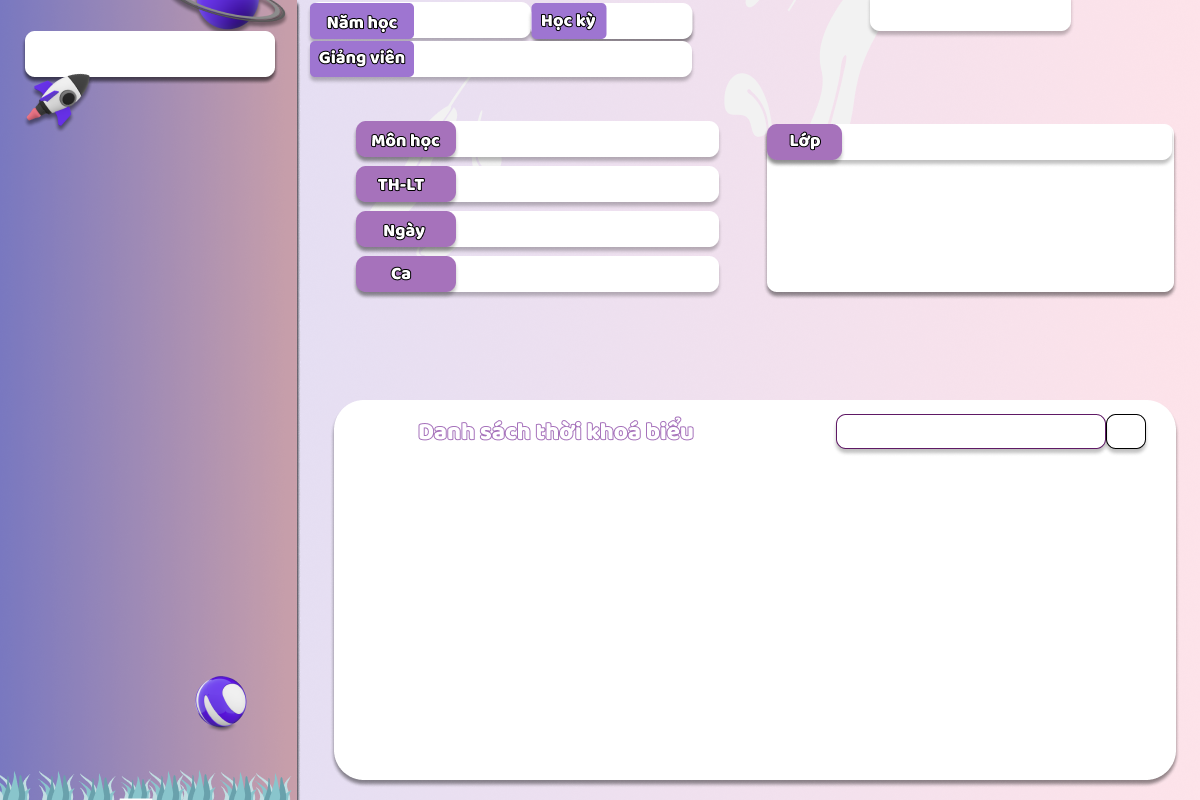 Năm học
Học kỳ
Giảng viên
Môn học
Lớp
TH-LT
Ngày
Ca
Danh sách thời khoá biểu